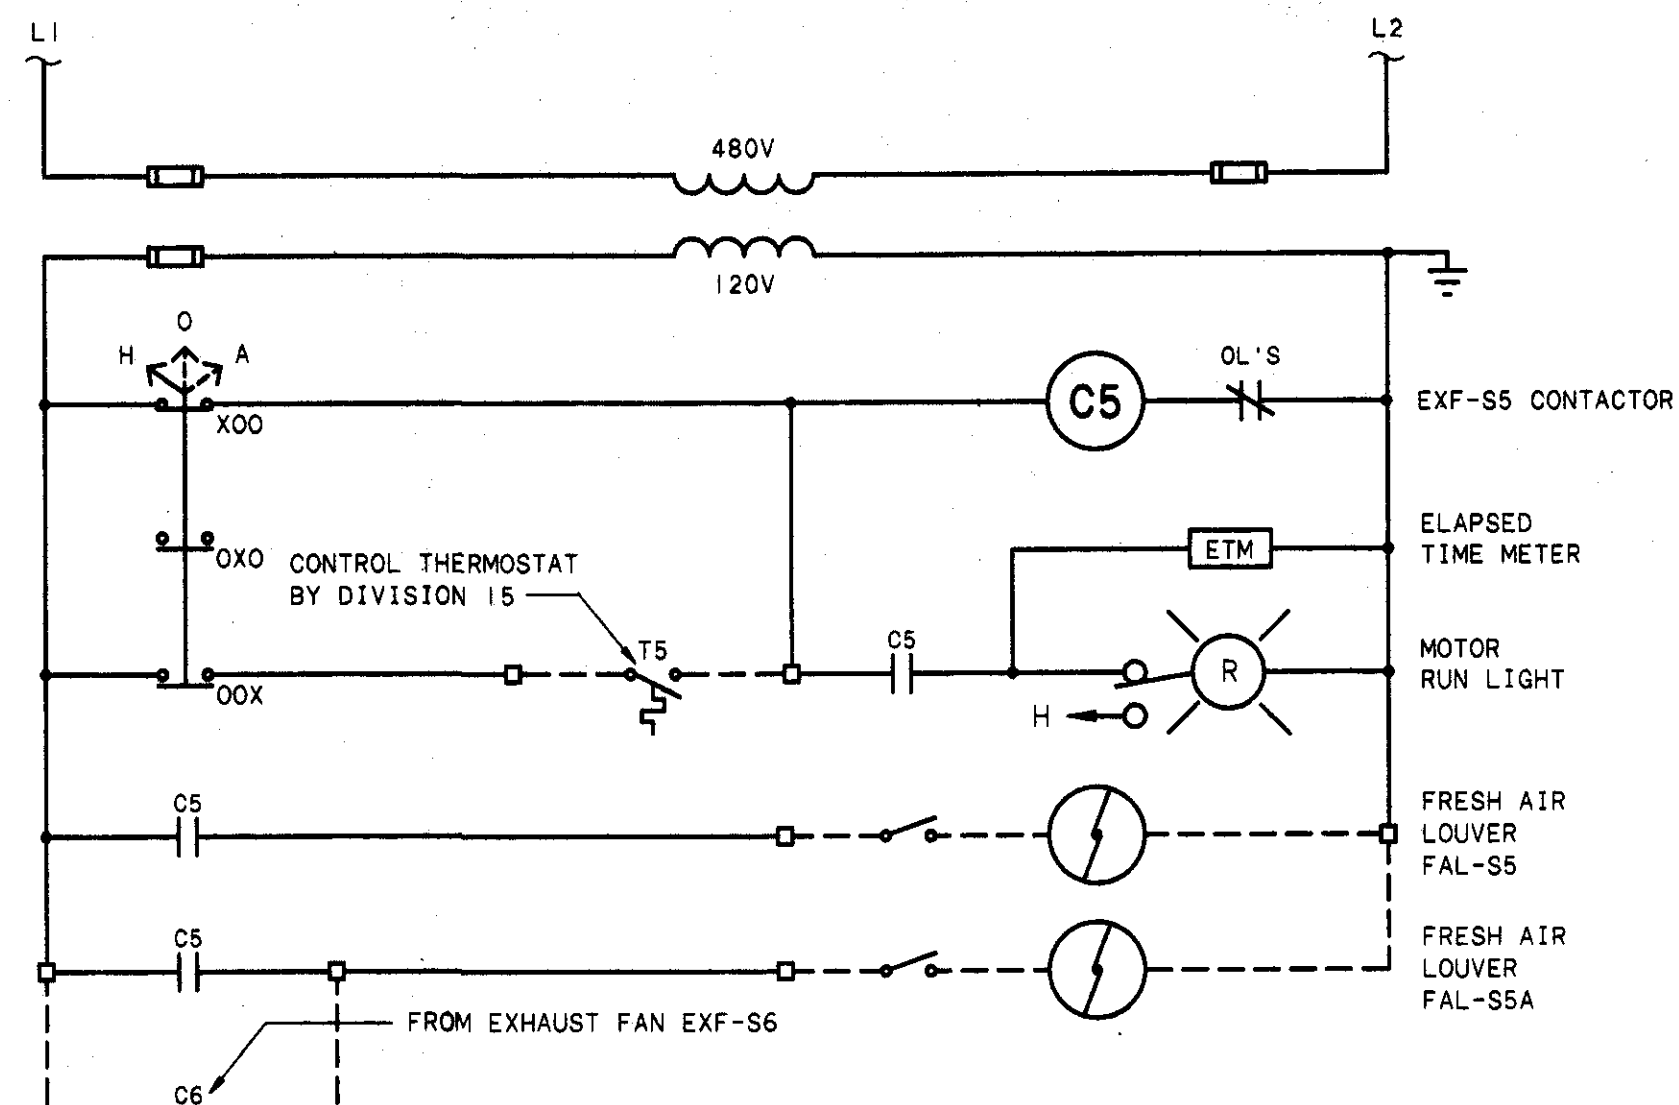 L1
L2
480V
120V
O
H
A
XOO
C5
OL'S
EXF-S5 CONTACTOR
OXO
CONTROL THERMOSTAT
BY DIVISION 15
ETM
ELAPSED
TIME METER
OOX
T5
C5
H
R
MOTOR
RUN LIGHT
C5
FRESH AIR
LOUVER
FAL-S5
C5
FRESH AIR
LOUVER
FAL-S5A
FROM EXHAUST FAN EXF-S6
C6